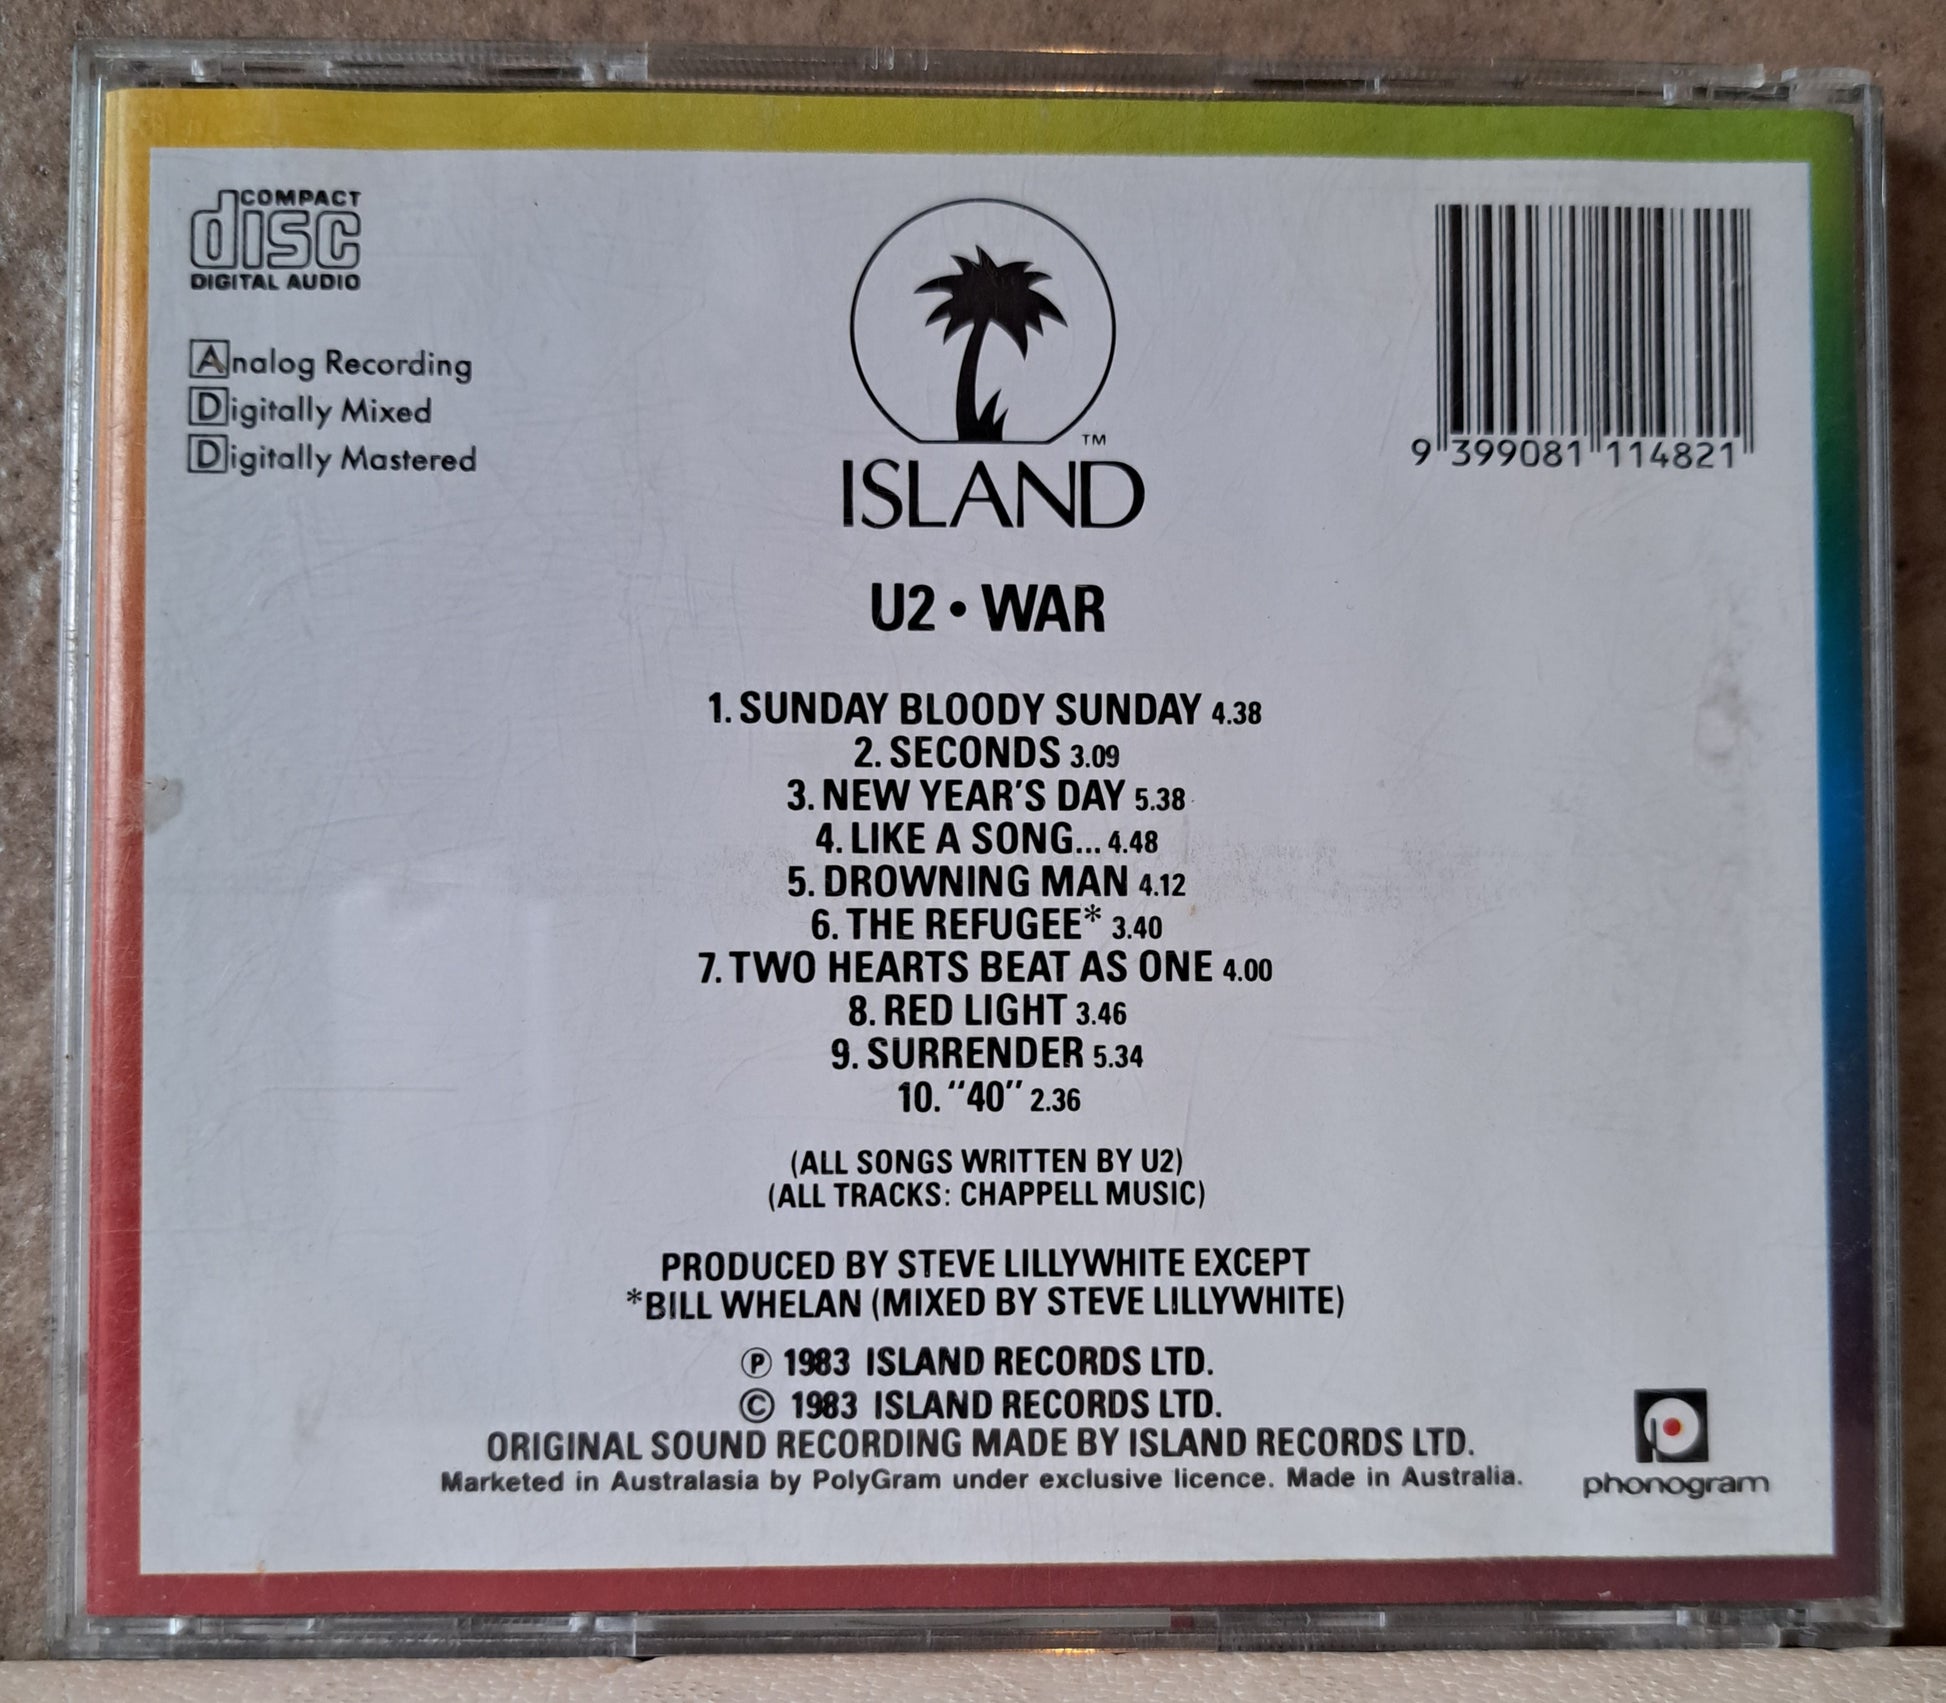 COMPACT
disc
DIGITAL AUDIO
Analog Recording
Digitally Mixed
Digitally Mastered
TM
ISLAND
9 399081 114821
U2 • WAR
1. SUNDAY BLOODY SUNDAY 4.38
2. SECONDS 3.09
3. NEW YEAR'S DAY 5.38
4. LIKE A SONG... 4.48
5. DROWNING MAN 4.12
6. THE REFUGEE* 3.40
7. TWO HEARTS BEAT AS ONE 4.00
8. RED LIGHT 3.46
9. SURRENDER 5.34
10. "40" 2.36
(ALL SONGS WRITTEN BY U2)
(ALL TRACKS: CHAPPELL MUSIC)
PRODUCED BY STEVE LILLYWHITE EXCEPT
*BILL WHELAN (MIXED BY STEVE LILLYWHITE)
℗ 1983 ISLAND RECORDS LTD.
© 1983 ISLAND RECORDS LTD.
ORIGINAL SOUND RECORDING MADE BY ISLAND RECORDS LTD.
Marketed in Australasia by PolyGram under exclusive licence. Made in Australia.
phonogram